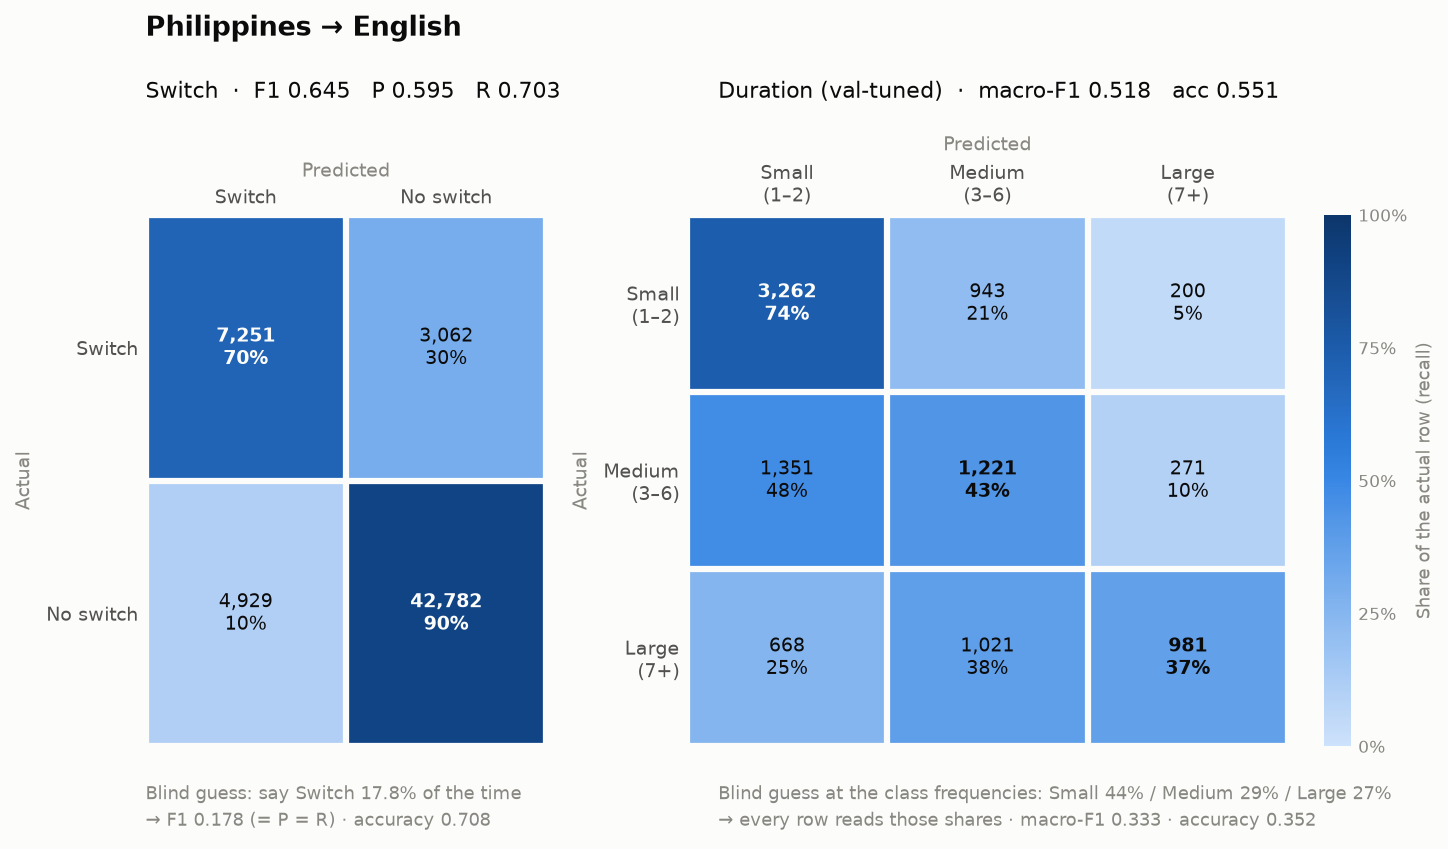 Philippines → English
Switch · F1 0.645 P 0.595 R 0.703
Predicted
Switch No switch
Actual
Switch
7,251
70%
3,062
30%
No switch
4,929
10%
42,782
90%
Blind guess: say Switch 17.8% of the time
→ F1 0.178 (= P = R) · accuracy 0.708
Duration (val-tuned) · macro-F1 0.518 acc 0.551
Predicted
Small
(1–2)
Medium
(3–6)
Large
(7+)
Actual
Small
(1–2)
3,262
74%
943
21%
200
5%
Medium
(3–6)
1,351
48%
1,221
43%
271
10%
Large
(7+)
668
25%
1,021
38%
981
37%
Blind guess at the class frequencies: Small 44% / Medium 29% / Large 27%
→ every row reads those shares · macro-F1 0.333 · accuracy 0.352
100%
75%
50%
25%
0%
Share of the actual row (recall)